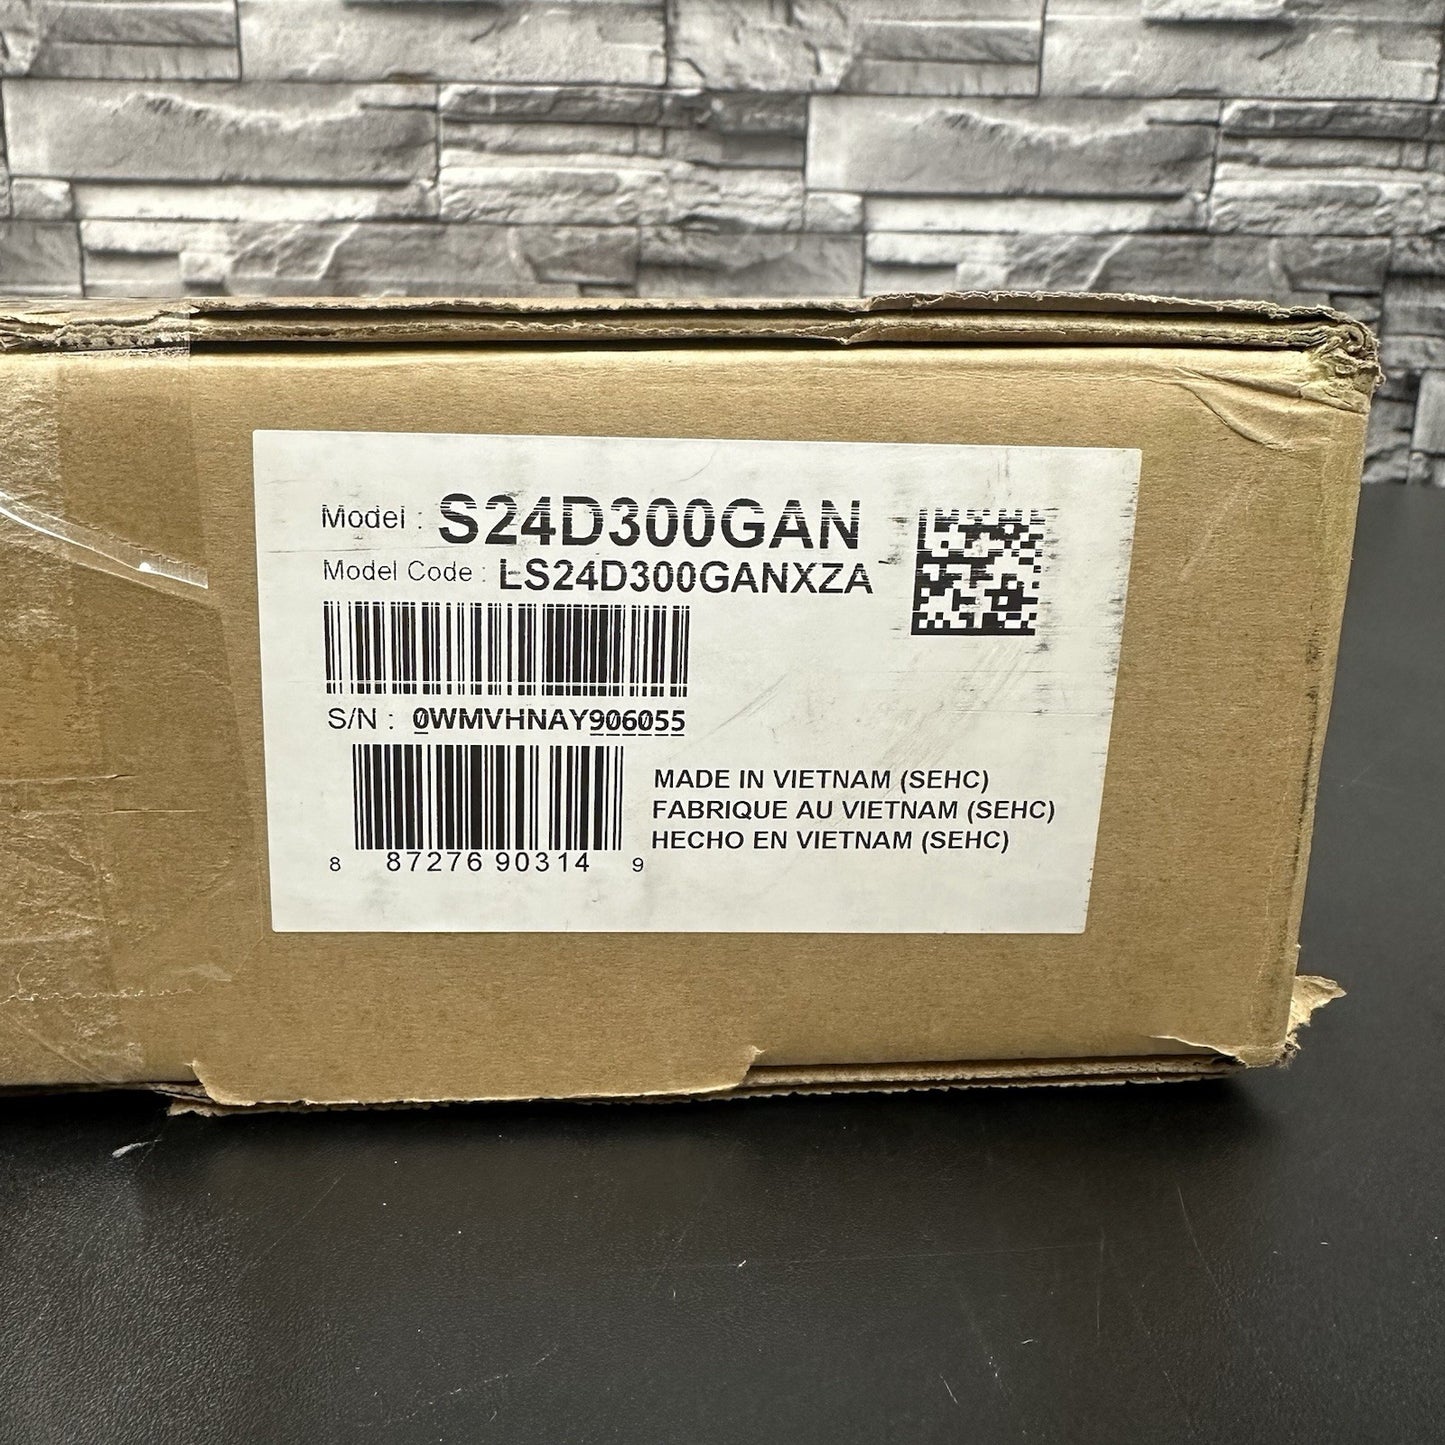 Model : S24D300GAN
Model Code : LS24D300GANXZA
S/N : 0WMVHNAY906055
8 87276 90314 9
MADE IN VIETNAM (SEHC)
FABRIQUE AU VIETNAM (SEHC)
HECHO EN VIETNAM (SEHC)